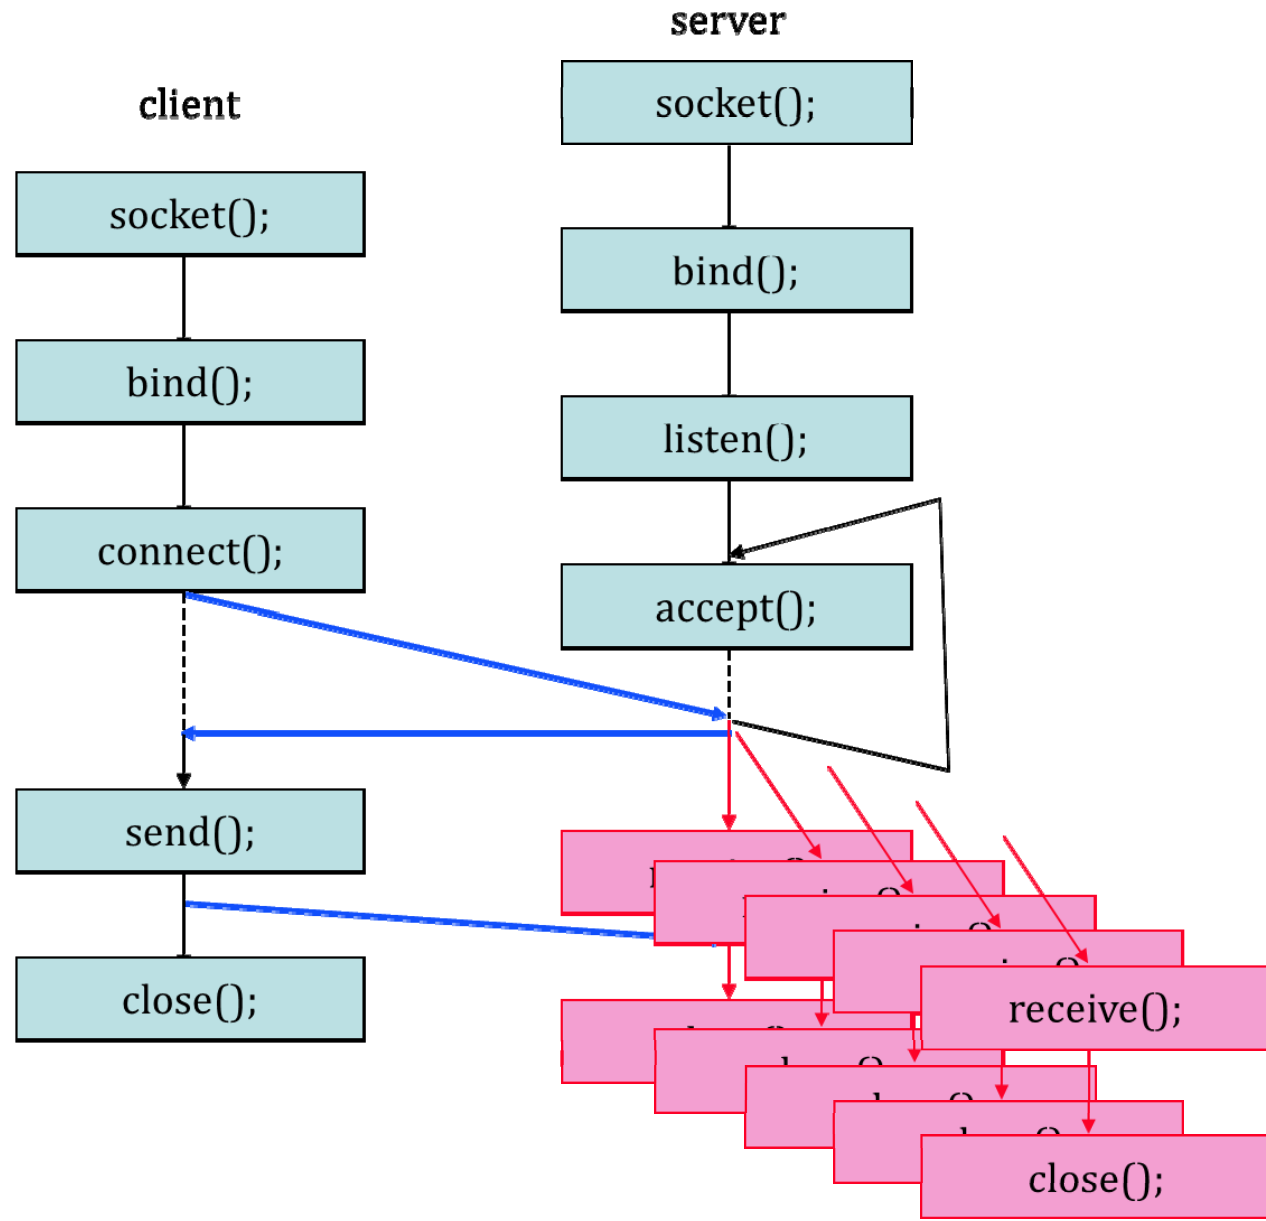 server
client
socket();
bind();
listen();
accept();
socket();
bind();
connect();
send();
close();
receive();
close();